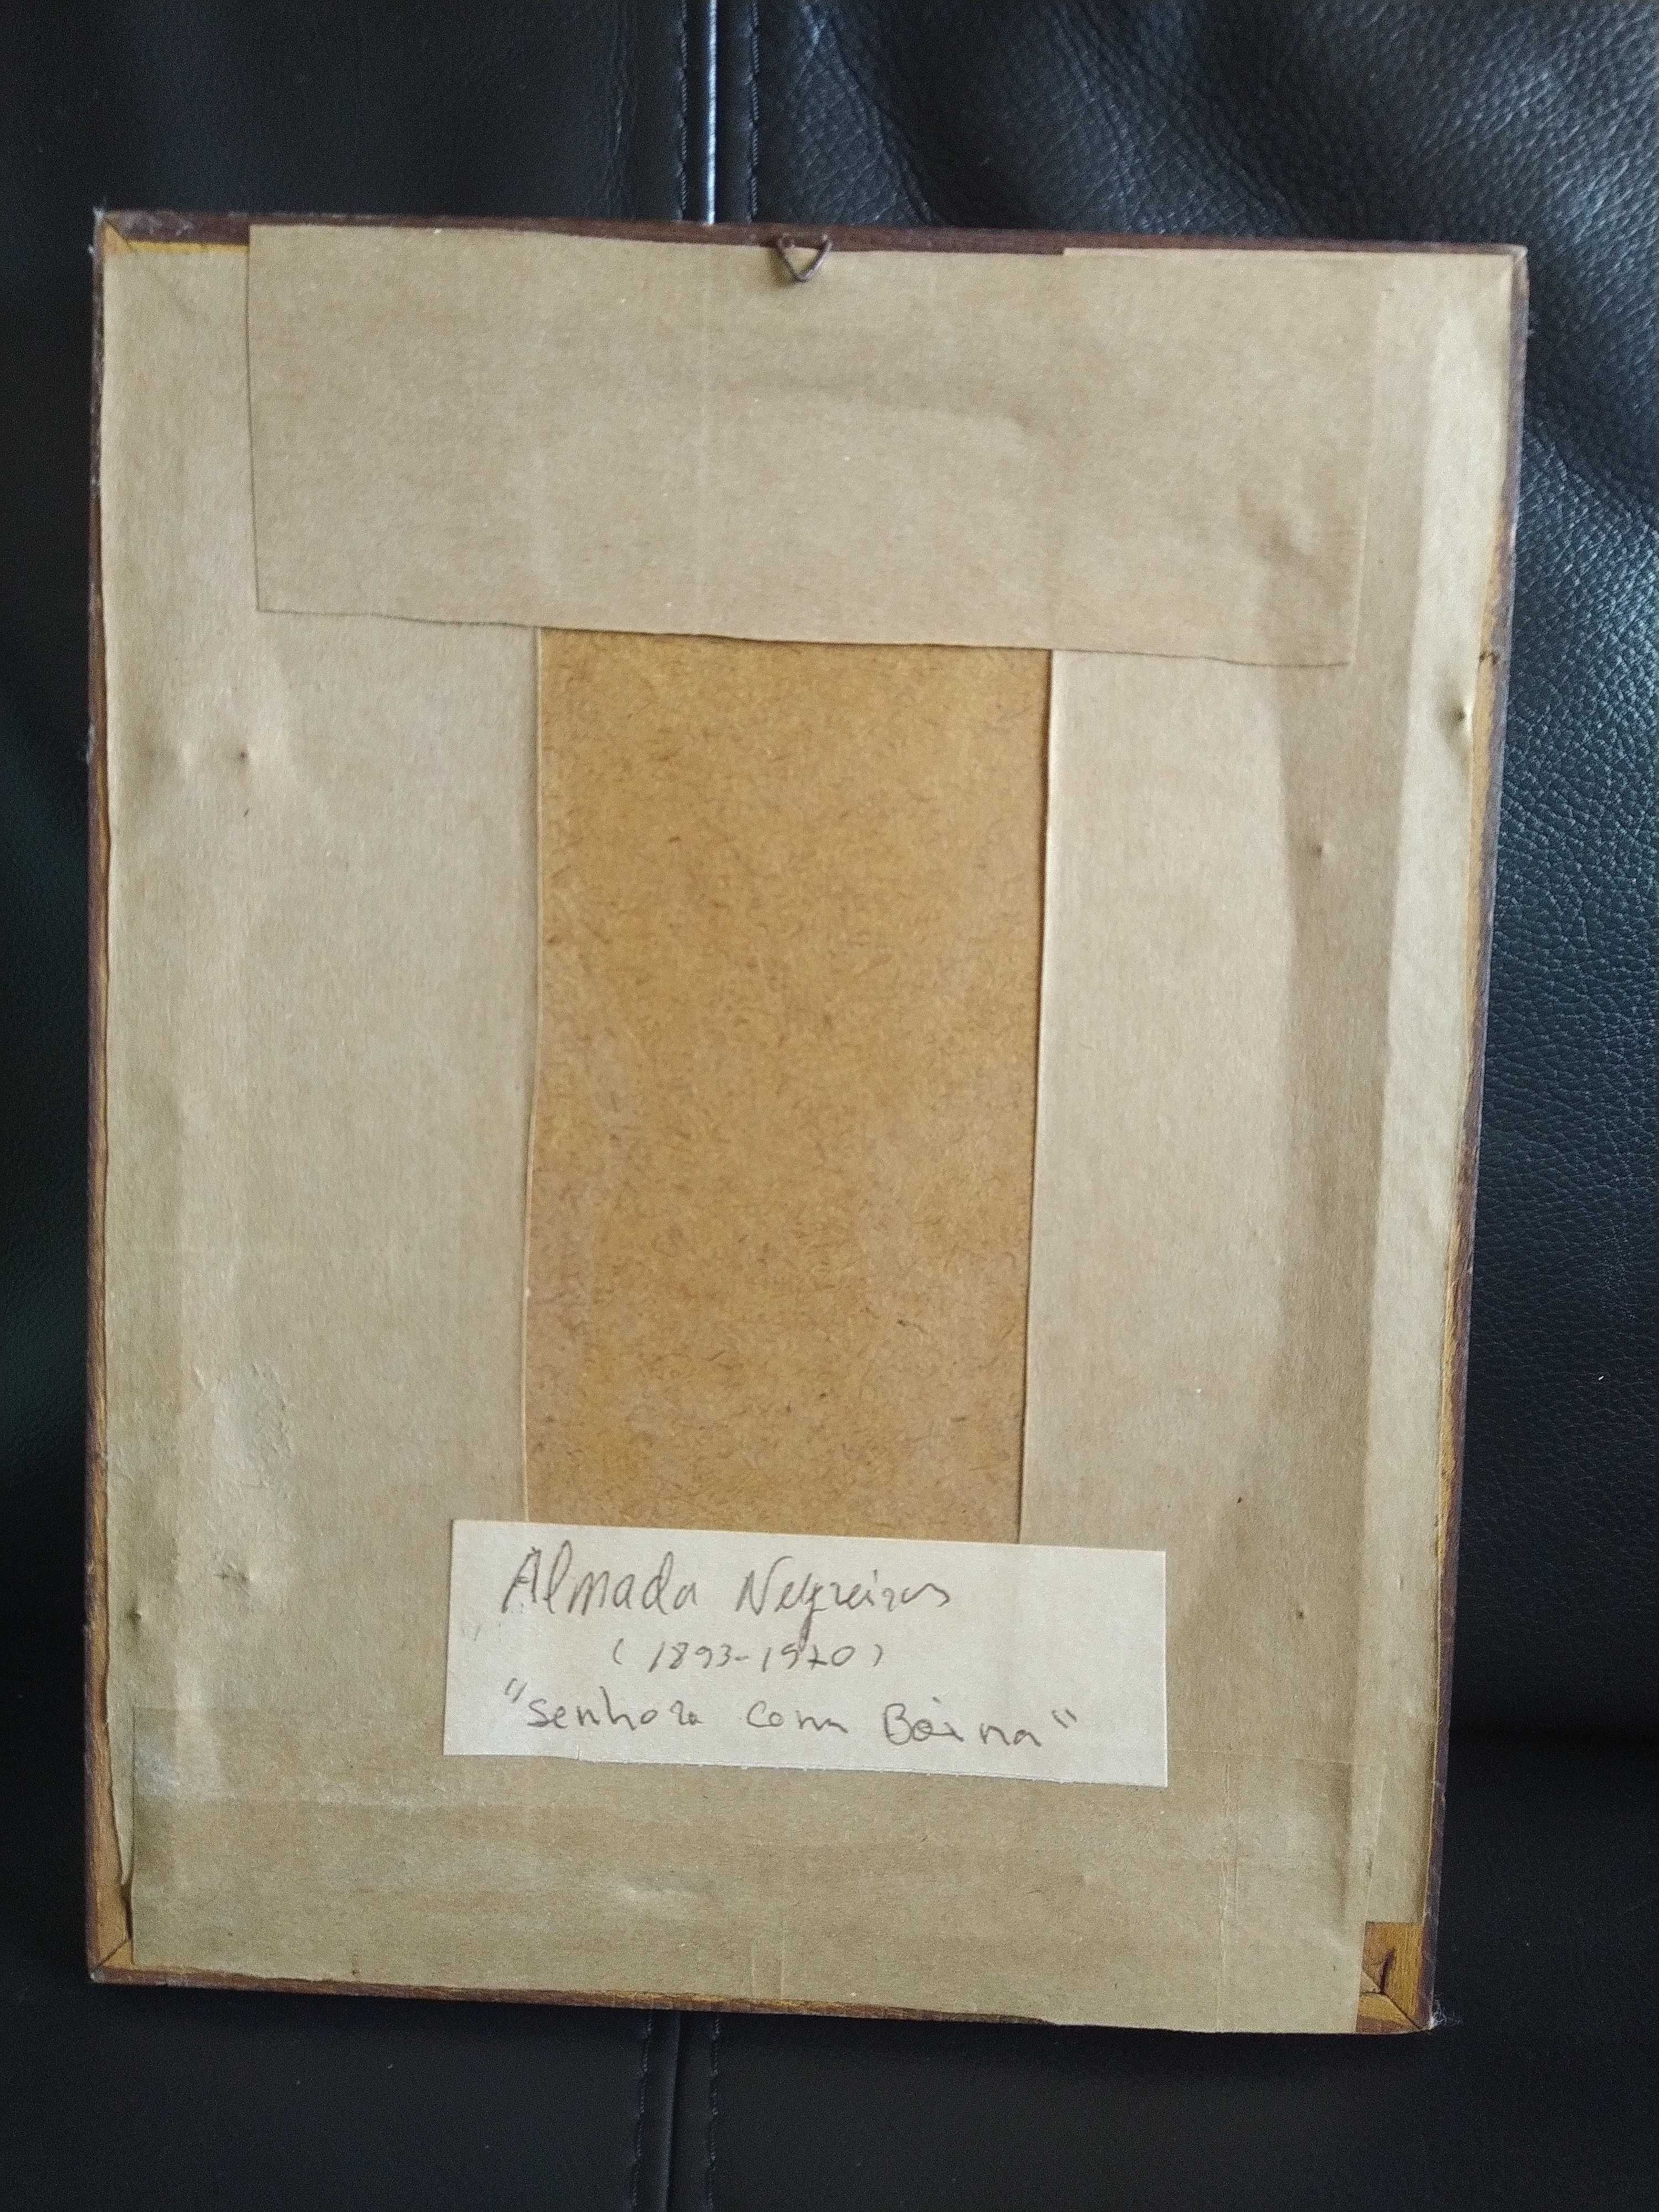 Almada Negreiros
(1893-1970)
"Senhora com Boina"